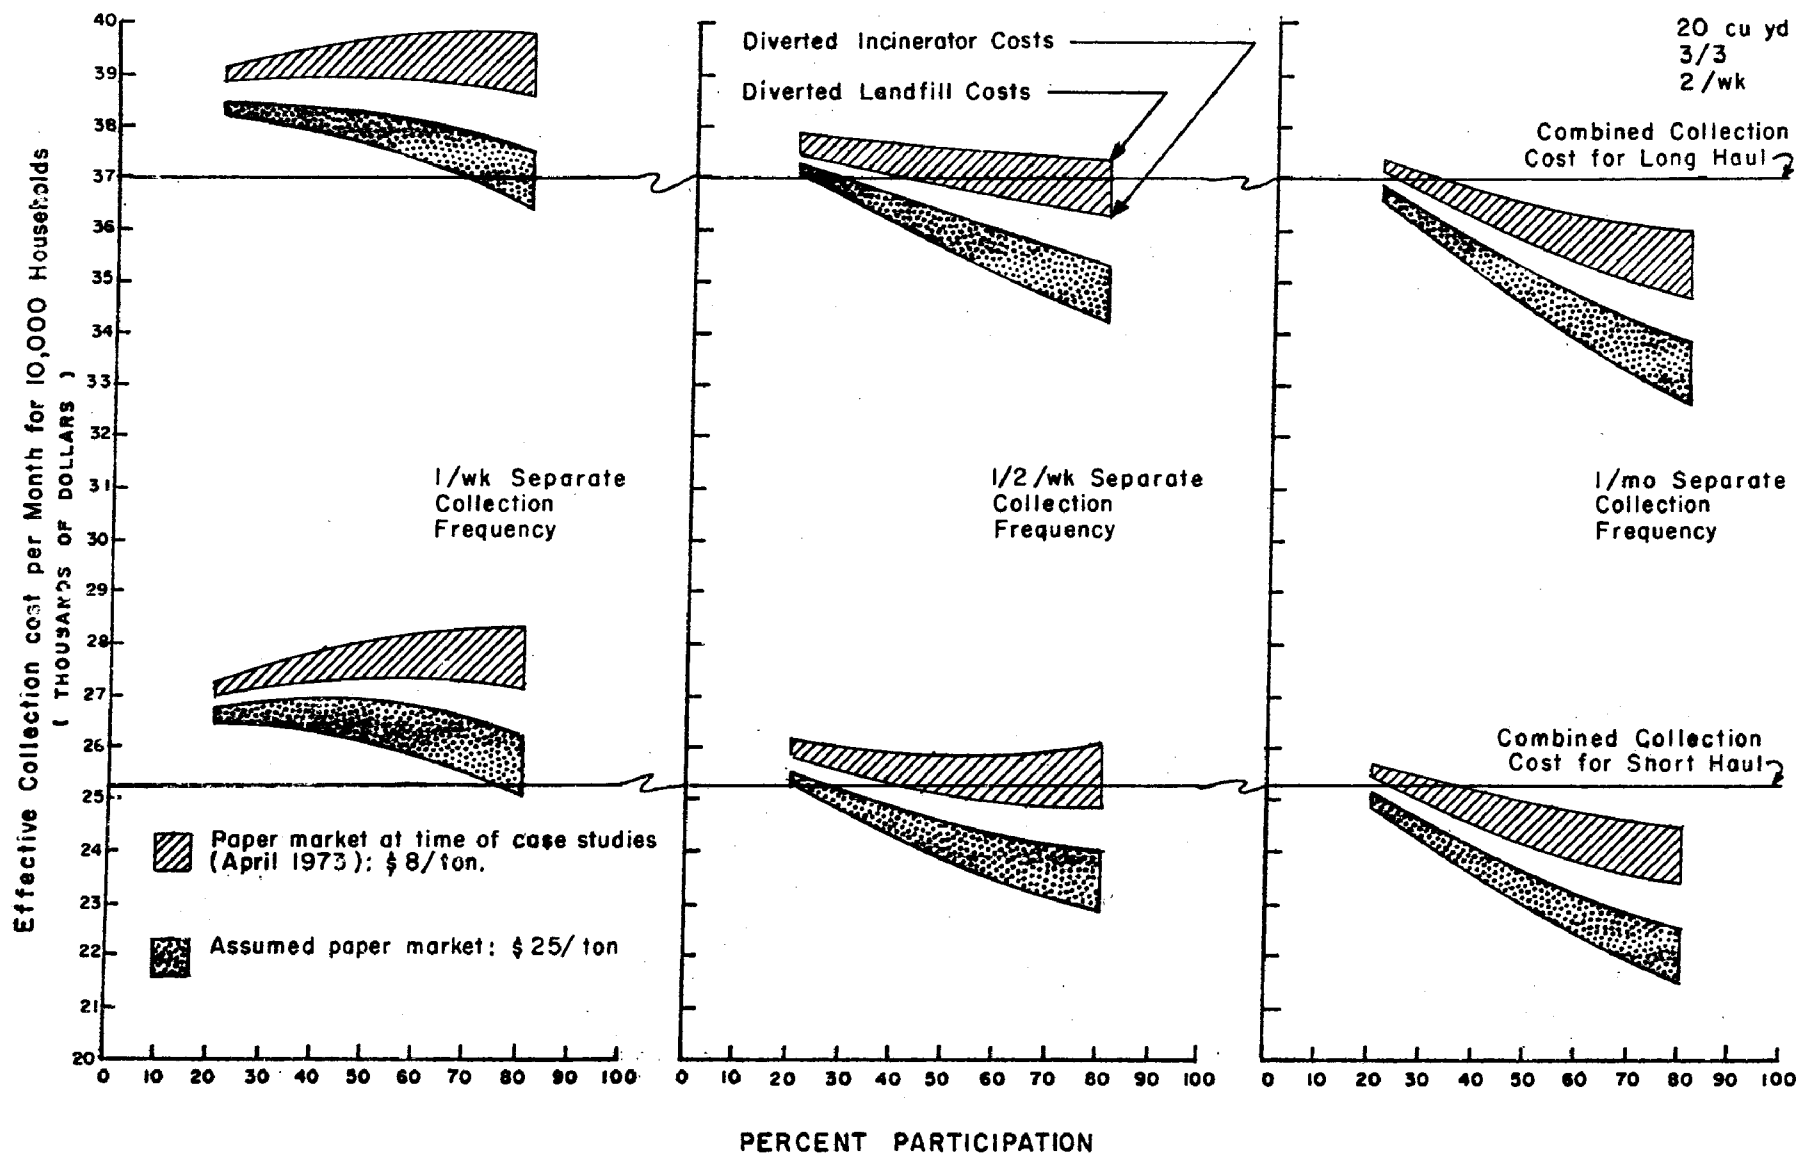 Effective Collection cost per Month for 10,000 Households
( THOUSANDS OF DOLLARS )
40
39
38
37
36
35
34
33
32
31
30
29
28
27
26
25
24
23
22
21
20
Diverted Incinerator Costs
Diverted Landfill Costs
20 cu yd
3/3
2/wk
Combined Collection
Cost for Long Haul
1/wk Separate
Collection
Frequency
1/2/wk Separate
Collection
Frequency
1/mo Separate
Collection
Frequency
Combined Collection
Cost for Short Haul
Paper market at time of case studies
(April 1973): $8/ton.
Assumed paper market: $25/ton
0 10 20 30 40 50 60 70 80 90 100
0 10 20 30 40 50 60 70 80 90 100
0 10 20 30 40 50 60 70 80 90 100
PERCENT PARTICIPATION